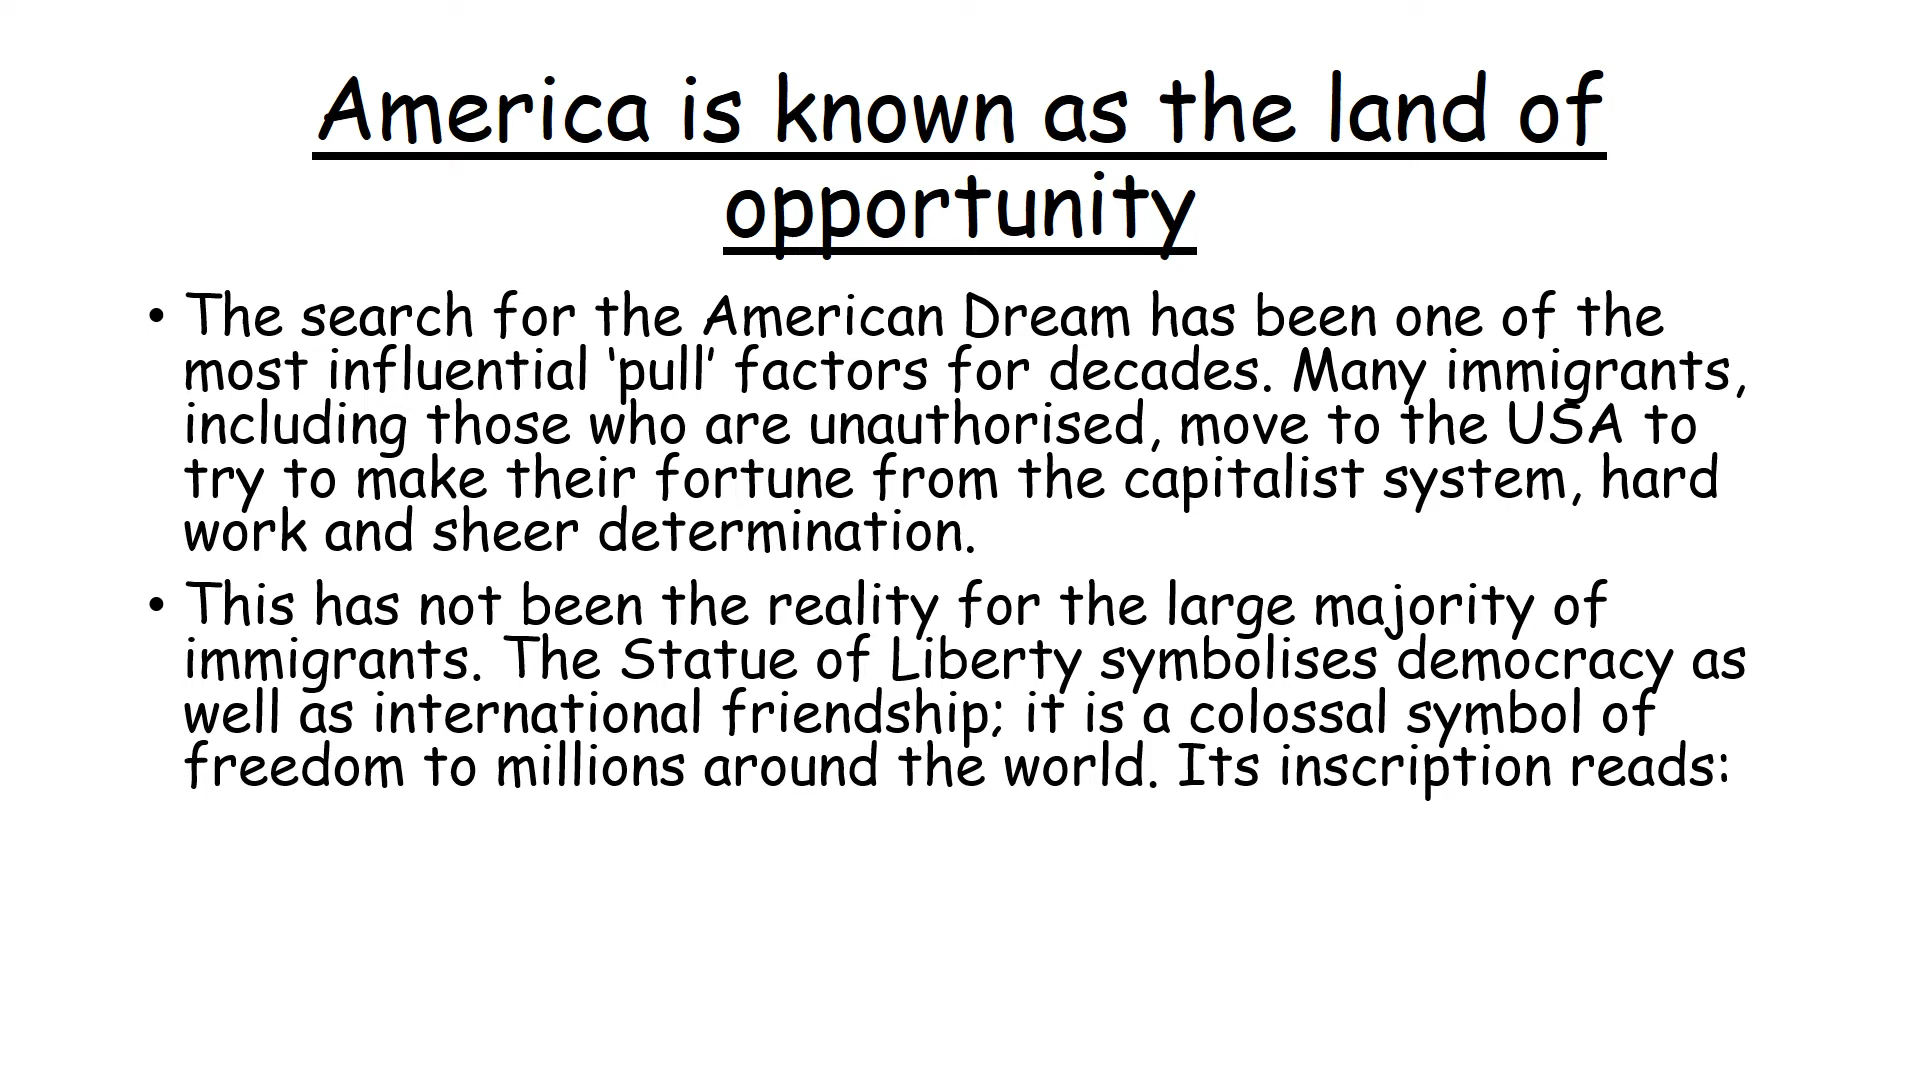 America is known as the land of
opportunity
• The search for the American Dream has been one of the
most influential ‘pull’ factors for decades. Many immigrants,
including those who are unauthorised, move to the USA to
try to make their fortune from the capitalist system, hard
work and sheer determination.
• This has not been the reality for the large majority of
immigrants. The Statue of Liberty symbolises democracy as
well as international friendship; it is a colossal symbol of
freedom to millions around the world. Its inscription reads: